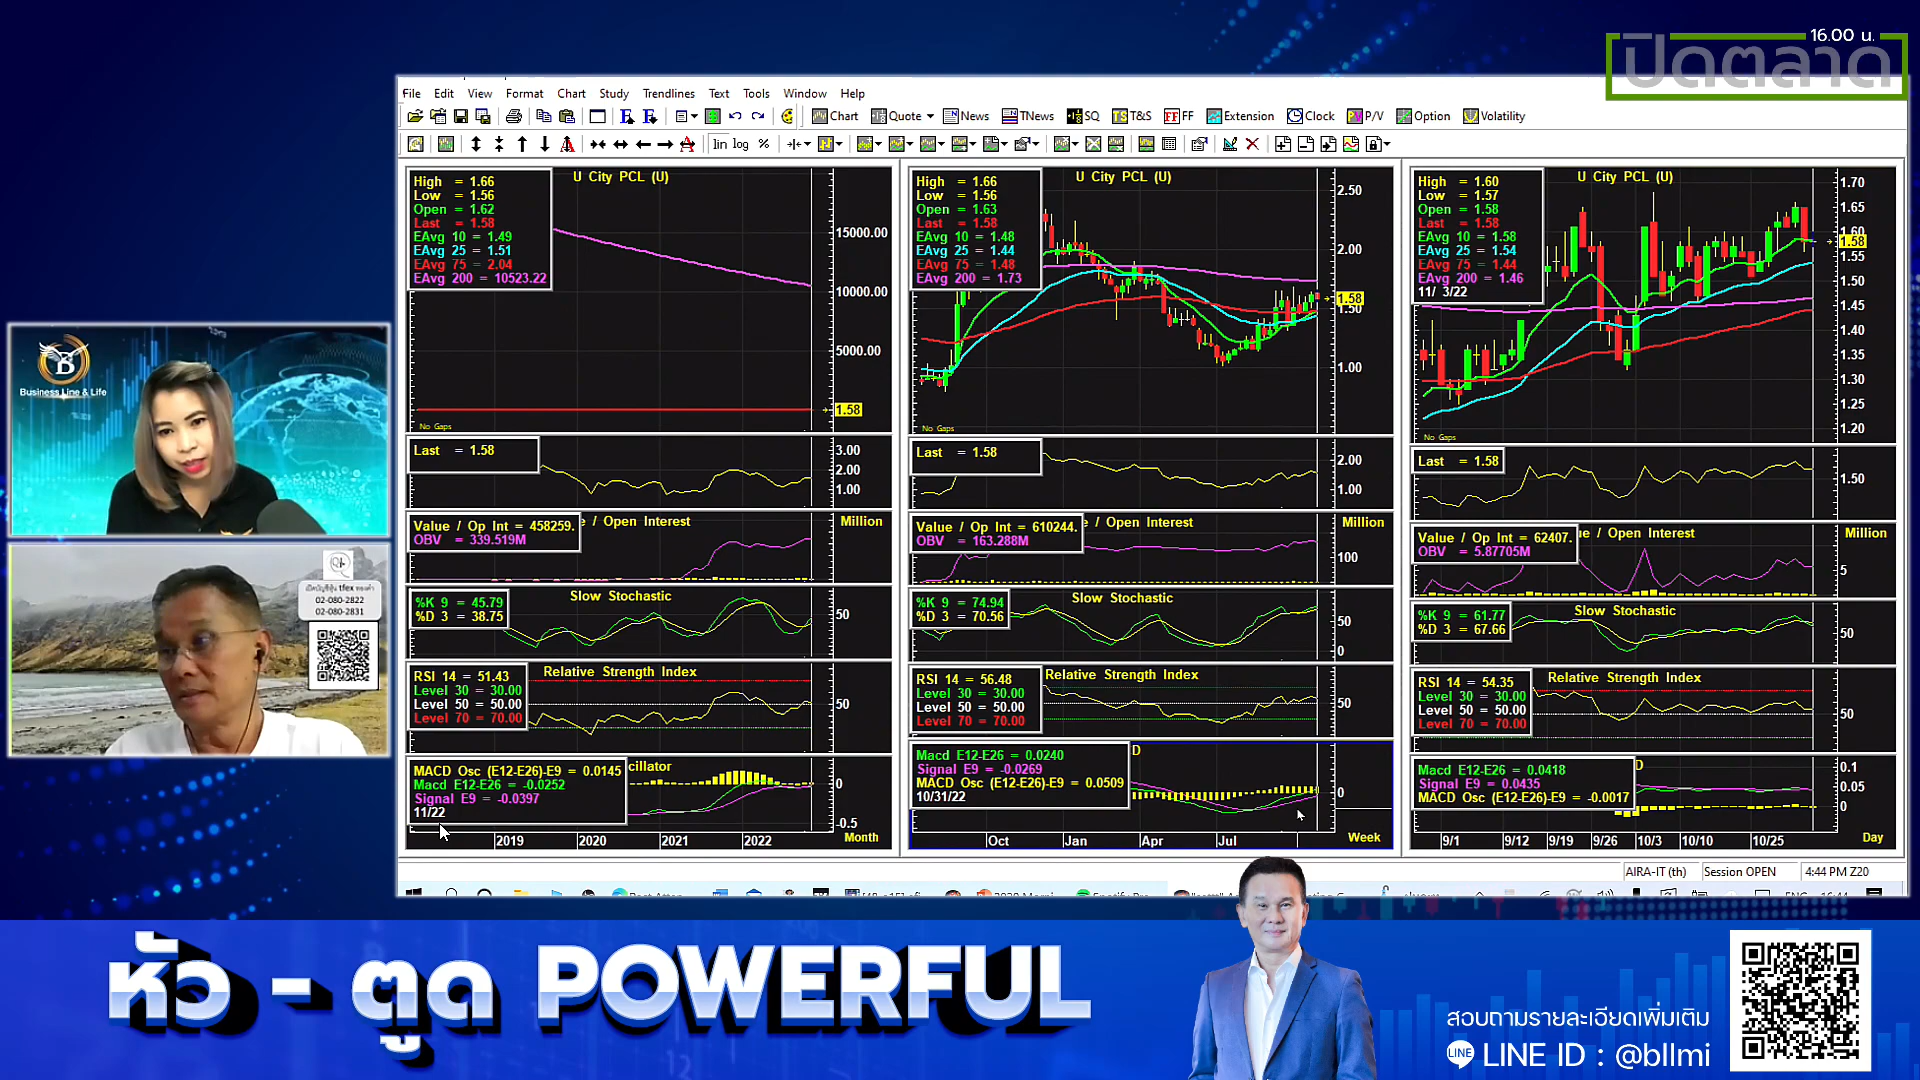 16.00 น.
ปิดตลาด
File Edit View Format Chart Study Trendlines Text Tools Window Help
Chart Quote News TNews SQ T&S FF Extension Clock P/V Option Volatility
lin log %
U City PCL (U)
High = 1.66
Low = 1.56
Open = 1.62
Last = 1.58
EAvg 10 = 1.49
EAvg 25 = 1.51
EAvg 75 = 2.04
EAvg 200 = 10523.22
15000.00
10000.00
5000.00
1.58
No Gaps
Last = 1.58
3.00
2.00
1.00
Value / Op Int = 458259.
OBV = 339.519M
e / Open Interest
Million
%K 9 = 45.79
%D 3 = 38.75
Slow Stochastic
50
RSI 14 = 51.43
Level 30 = 30.00
Level 50 = 50.00
Level 70 = 70.00
Relative Strength Index
50
MACD Osc (E12-E26)-E9 = 0.0145
Macd E12-E26 = -0.0252
Signal E9 = -0.0397
11/22
cillator
0
-0.5
Month
2019 2020 2021 2022
U City PCL (U)
High = 1.66
Low = 1.56
Open = 1.63
Last = 1.58
EAvg 10 = 1.48
EAvg 25 = 1.44
EAvg 75 = 1.48
EAvg 200 = 1.73
2.50
2.00
1.58
1.50
1.00
No Gaps
Last = 1.58
2.00
1.00
Value / Op Int = 610244.
OBV = 163.288M
e / Open Interest
Million
100
%K 9 = 74.94
%D 3 = 70.56
Slow Stochastic
50
0
RSI 14 = 56.48
Level 30 = 30.00
Level 50 = 50.00
Level 70 = 70.00
Relative Strength Index
50
Macd E12-E26 = 0.0240
Signal E9 = -0.0269
MACD Osc (E12-E26)-E9 = 0.0509
10/31/22
D
0
Week
Oct Jan Apr Jul
U City PCL (U)
High = 1.60
Low = 1.57
Open = 1.58
Last = 1.58
EAvg 10 = 1.58
EAvg 25 = 1.54
EAvg 75 = 1.44
EAvg 200 = 1.46
11/ 3/22
1.70
1.65
1.60
1.58
1.55
1.50
1.45
1.40
1.35
1.30
1.25
1.20
No Gaps
Last = 1.58
1.50
Value / Op Int = 62407.
OBV = 5.87705M
ue / Open Interest
Million
5
%K 9 = 61.77
%D 3 = 67.66
Slow Stochastic
50
RSI 14 = 54.35
Level 30 = 30.00
Level 50 = 50.00
Level 70 = 70.00
Relative Strength Index
50
Macd E12-E26 = 0.0418
Signal E9 = 0.0435
MACD Osc (E12-E26)-E9 = -0.0017
D
0.1
0.05
0
Day
9/1 9/12 9/19 9/26 10/3 10/10 10/25
AIRA-IT (th) Session OPEN 4:44 PM Z20
B
Business Line & Life
02-080-2822
02-080-2831
หัว - ตูด POWERFUL
สอบถามรายละเอียดเพิ่มเติม
LINE LINE ID : @bllmi